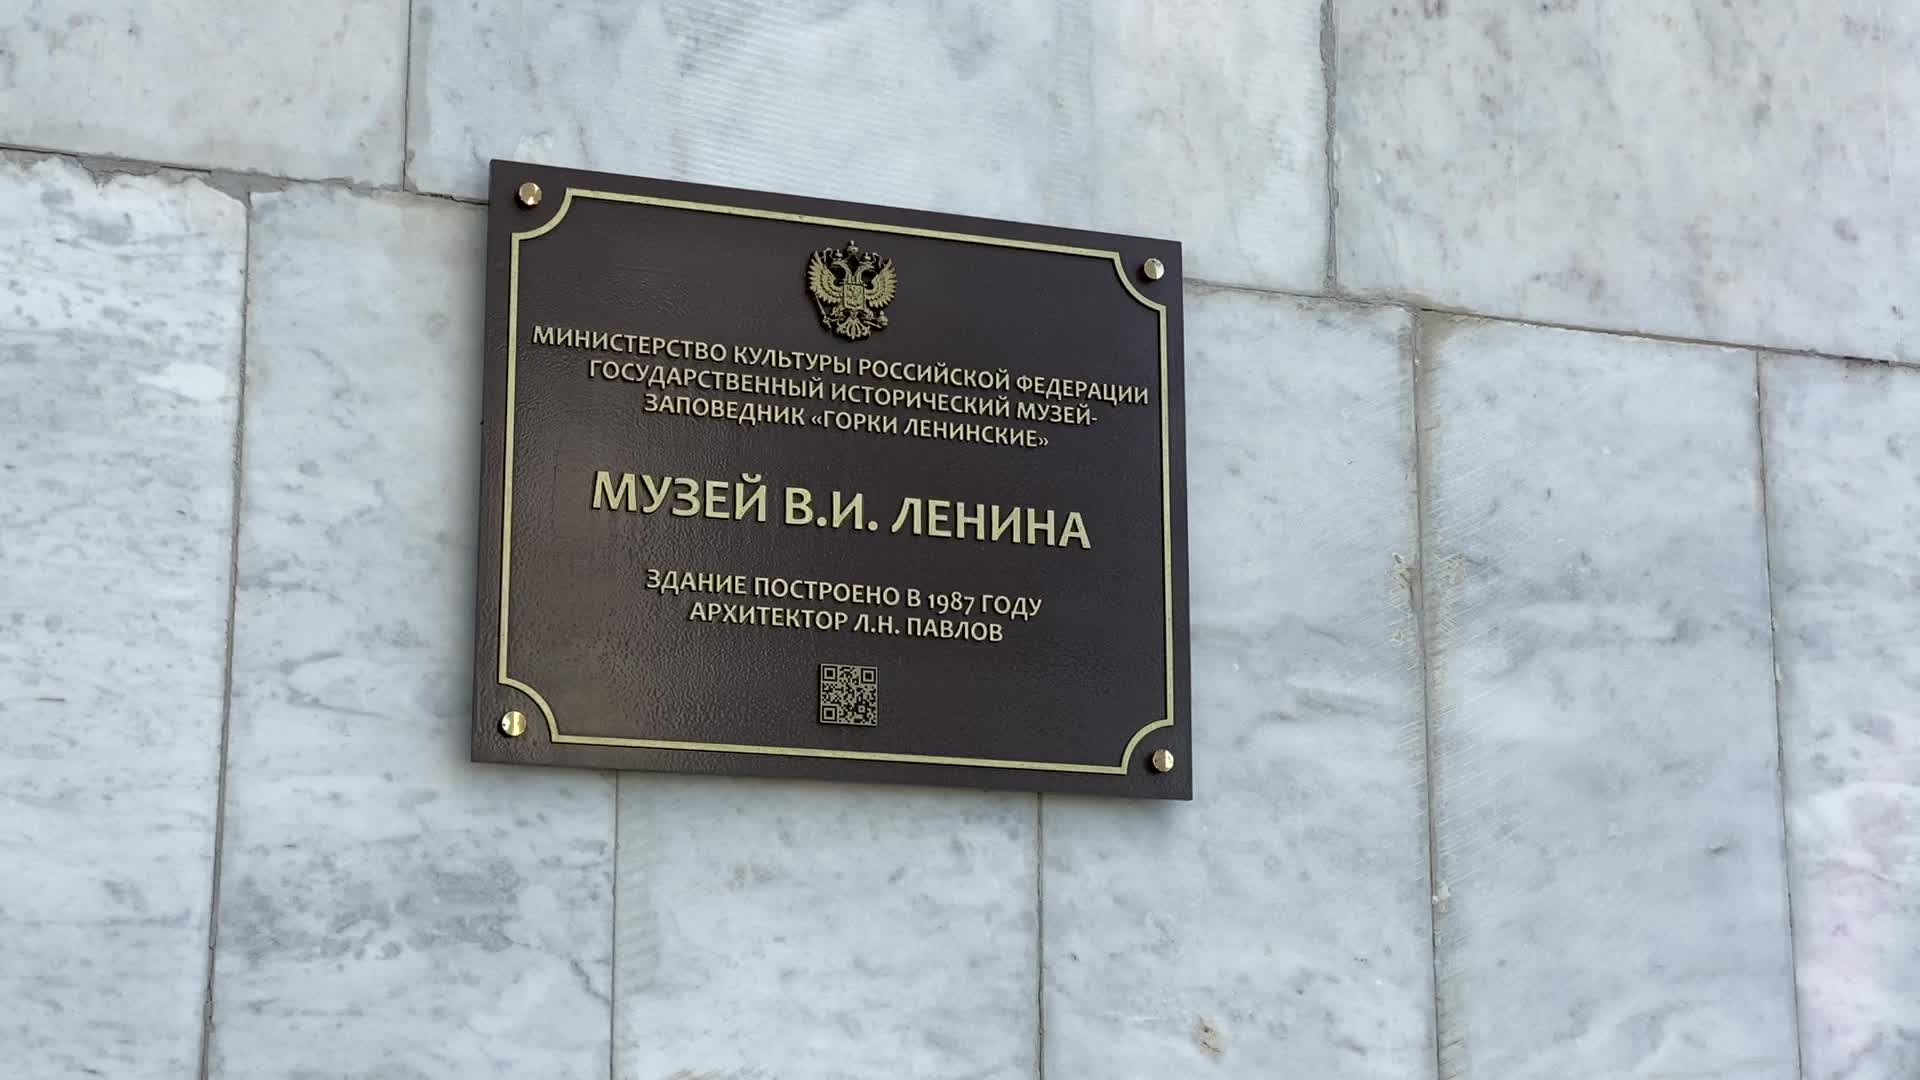 МИНИСТЕРСТВО КУЛЬТУРЫ РОССИЙСКОЙ ФЕДЕРАЦИИ
ГОСУДАРСТВЕННЫЙ ИСТОРИЧЕСКИЙ МУЗЕЙ-
ЗАПОВЕДНИК «ГОРКИ ЛЕНИНСКИЕ»
МУЗЕЙ В.И. ЛЕНИНА
ЗДАНИЕ ПОСТРОЕНО В 1987 ГОДУ
АРХИТЕКТОР Л.Н. ПАВЛОВ